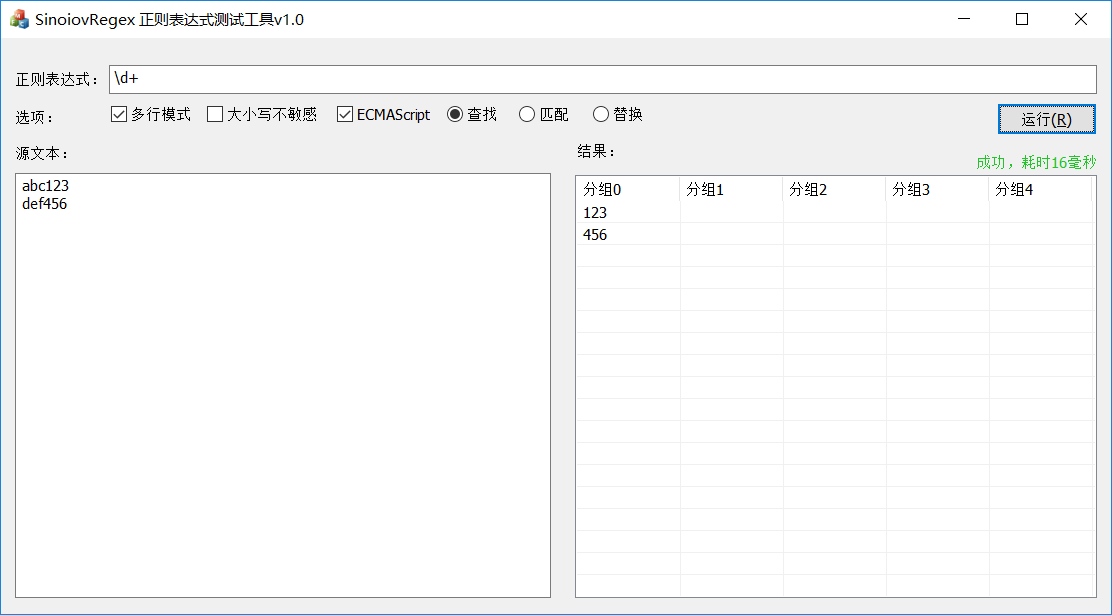 SinoiovRegex 正则表达式测试工具v1.0
正则表达式： \d+
选项： 多行模式 大小写不敏感 ECMAScript 查找 匹配 替换 运行(R)
源文本： 结果： 成功，耗时16毫秒
abc123
def456
分组0 分组1 分组2 分组3 分组4
123
456